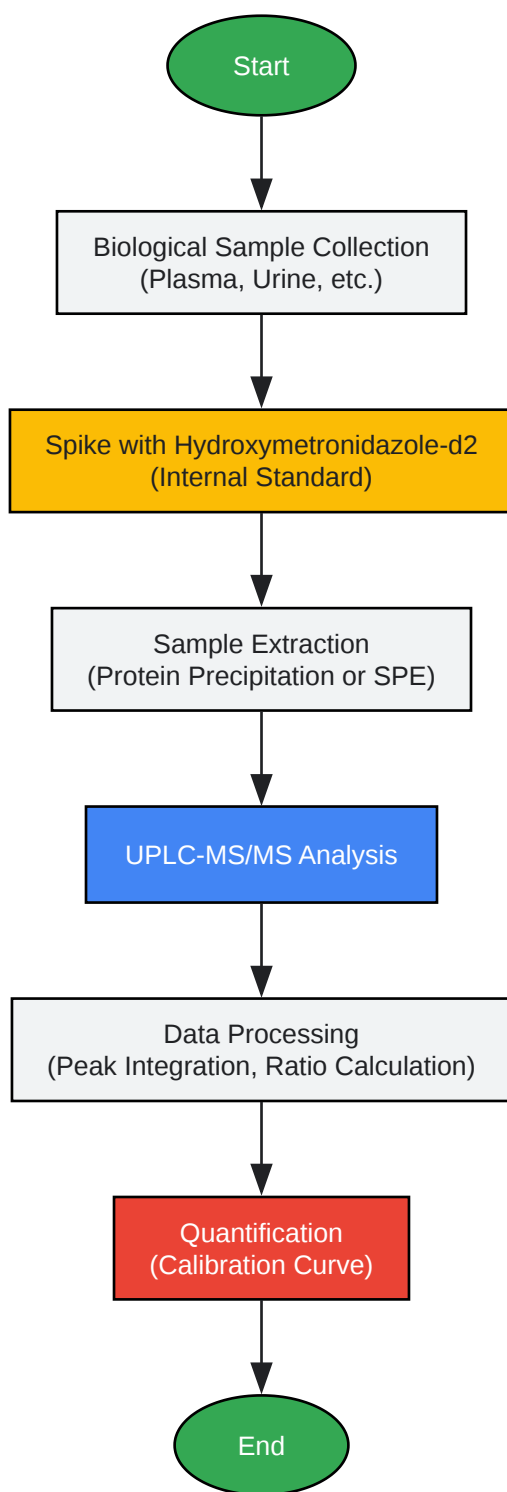 Start
Biological Sample Collection
(Plasma, Urine, etc.)
Spike with Hydroxymetronidazole-d2
(Internal Standard)
Sample Extraction
(Protein Precipitation or SPE)
UPLC-MS/MS Analysis
Data Processing
(Peak Integration, Ratio Calculation)
Quantification
(Calibration Curve)
End